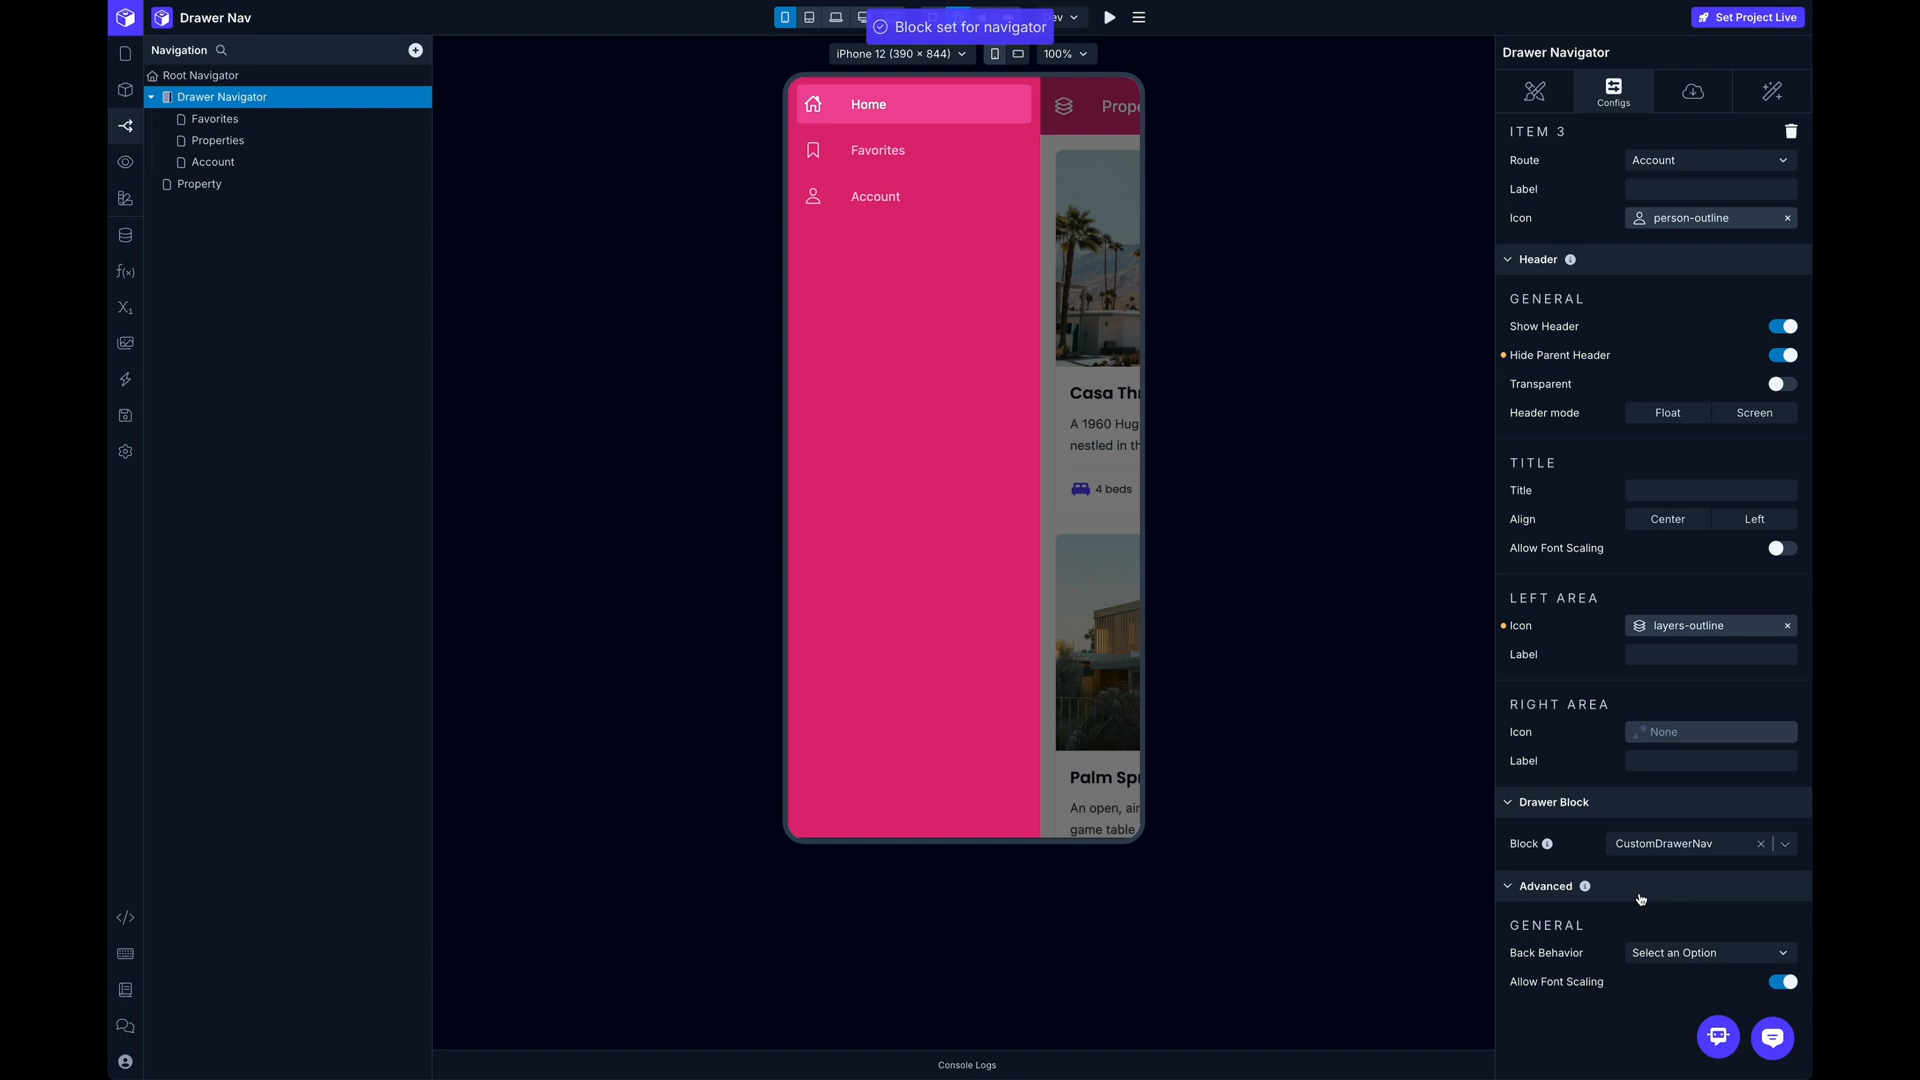 Drawer Nav
Dev
Block set for navigator
Set Project Live
Navigation
iPhone 12 (390 × 844)
100%
Drawer Navigator
Root Navigator
Drawer Navigator
Favorites
Properties
Account
Property
Home
Favorites
Account
Prope
Casa Thr
A 1960 Hug
nestled in th
4 beds
Palm Spr
An open, air
game table
Configs
ITEM 3
Route
Account
Label
Icon
person-outline
Header
GENERAL
Show Header
Hide Parent Header
Transparent
Header mode
Float
Screen
TITLE
Title
Align
Center
Left
Allow Font Scaling
LEFT AREA
Icon
layers-outline
Label
RIGHT AREA
Icon
None
Label
Drawer Block
Block
CustomDrawerNav
Advanced
GENERAL
Back Behavior
Select an Option
Allow Font Scaling
Console Logs